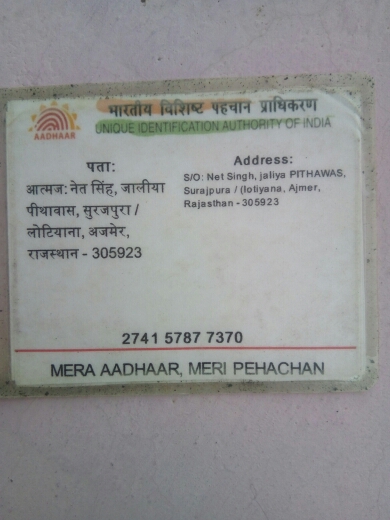 भारतीय विशिष्ट पहचान प्राधिकरण
UNIQUE IDENTIFICATION AUTHORITY OF INDIA
AADHAAR
पता:
आत्मज: नेत सिंह, जालीया
पीथावास, सुरजपुरा /
लोटियाना, अजमेर,
राजस्थान - 305923
Address:
S/O: Net Singh, jaliya PITHAWAS,
Surajpura / (lotiyana, Ajmer,
Rajasthan - 305923
2741 5787 7370
MERA AADHAAR, MERI PEHACHAN